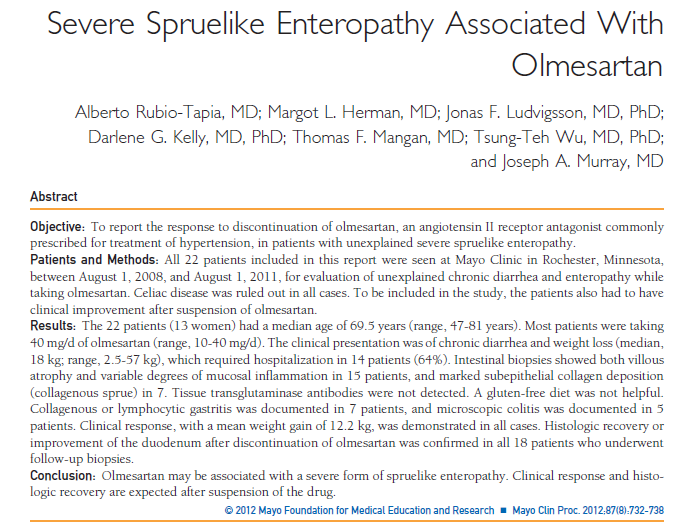 Severe Spruelike Enteropathy Associated With
Olmesartan
Alberto Rubio-Tapia, MD; Margot L. Herman, MD; Jonas F. Ludvigsson, MD, PhD;
Darlene G. Kelly, MD, PhD; Thomas F. Mangan, MD; Tsung-Teh Wu, MD, PhD;
and Joseph A. Murray, MD
Abstract
Objective: To report the response to discontinuation of olmesartan, an angiotensin II receptor antagonist commonly
prescribed for treatment of hypertension, in patients with unexplained severe spruelike enteropathy.
Patients and Methods: All 22 patients included in this report were seen at Mayo Clinic in Rochester, Minnesota,
between August 1, 2008, and August 1, 2011, for evaluation of unexplained chronic diarrhea and enteropathy while
taking olmesartan. Celiac disease was ruled out in all cases. To be included in the study, the patients also had to have
clinical improvement after suspension of olmesartan.
Results: The 22 patients (13 women) had a median age of 69.5 years (range, 47-81 years). Most patients were taking
40 mg/d of olmesartan (range, 10-40 mg/d). The clinical presentation was of chronic diarrhea and weight loss (median,
18 kg; range, 2.5-57 kg), which required hospitalization in 14 patients (64%). Intestinal biopsies showed both villous
atrophy and variable degrees of mucosal inflammation in 15 patients, and marked subepithelial collagen deposition
(collagenous sprue) in 7. Tissue transglutaminase antibodies were not detected. A gluten-free diet was not helpful.
Collagenous or lymphocytic gastritis was documented in 7 patients, and microscopic colitis was documented in 5
patients. Clinical response, with a mean weight gain of 12.2 kg, was demonstrated in all cases. Histologic recovery or
improvement of the duodenum after discontinuation of olmesartan was confirmed in all 18 patients who underwent
follow-up biopsies.
Conclusion: Olmesartan may be associated with a severe form of spruelike enteropathy. Clinical response and histo-
logic recovery are expected after suspension of the drug.
© 2012 Mayo Foundation for Medical Education and Research ■ Mayo Clin Proc. 2012;87(8):732-738